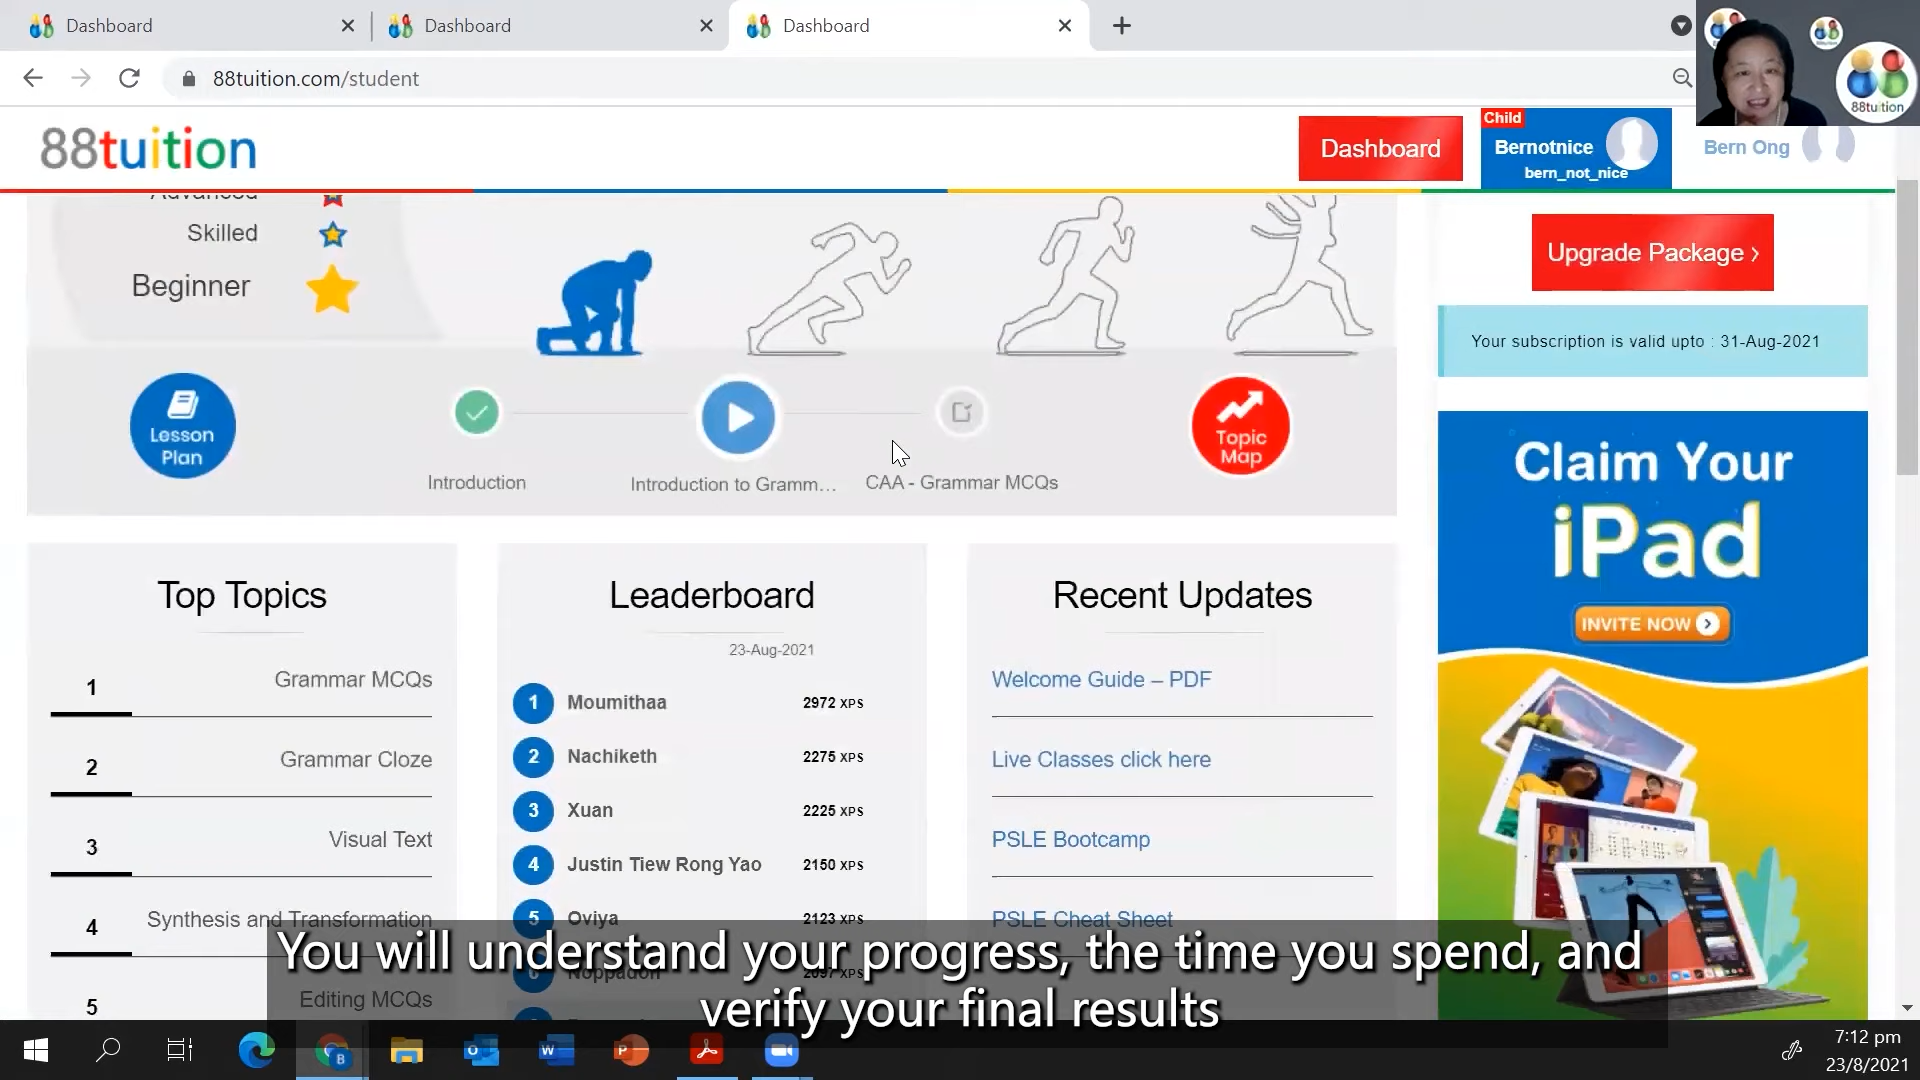 Dashboard
Dashboard
Dashboard
88tuition.com/student
88tuition
88tuition
Dashboard
Child
Bernotnice
bern_not_nice
Bern Ong
Advanced
Skilled
Beginner
Upgrade Package ›
Your subscription is valid upto : 31-Aug-2021
Lesson
Plan
Introduction
Introduction to Gramm...
CAA - Grammar MCQs
Topic
Map
Claim Your
iPad
INVITE NOW
Top Topics
1 Grammar MCQs
2 Grammar Cloze
3 Visual Text
4 Synthesis and Transformation
5 Editing MCQs
Leaderboard
23-Aug-2021
1 Moumithaa 2972 XPS
2 Nachiketh 2275 XPS
3 Xuan 2225 XPS
4 Justin Tiew Rong Yao 2150 XPS
5 Oviya 2123 XPS
6 Noppadon 2097 XPS
Recent Updates
Welcome Guide – PDF
Live Classes click here
PSLE Bootcamp
PSLE Cheat Sheet
You will understand your progress, the time you spend, and
verify your final results
7:12 pm
23/8/2021